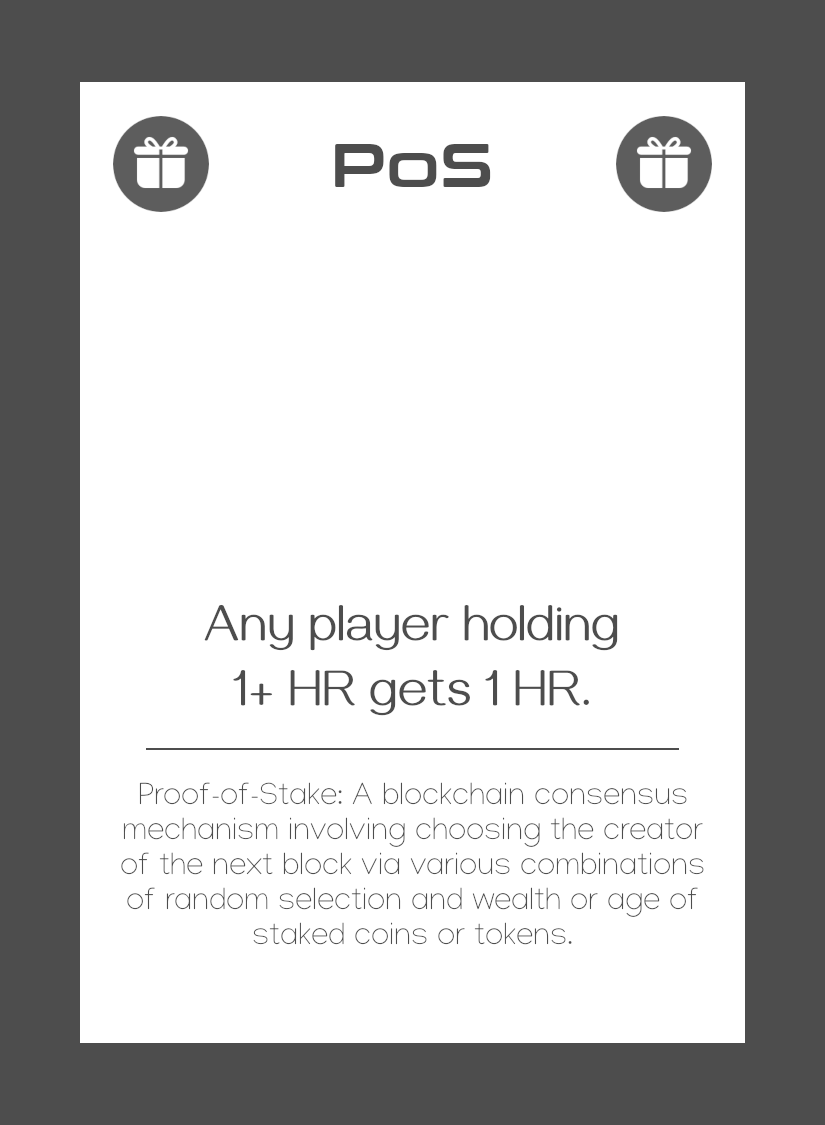 PoS
Any player holding
1+ HR gets 1 HR.
Proof-of-Stake: A blockchain consensus
mechanism involving choosing the creator
of the next block via various combinations
of random selection and wealth or age of
staked coins or tokens.